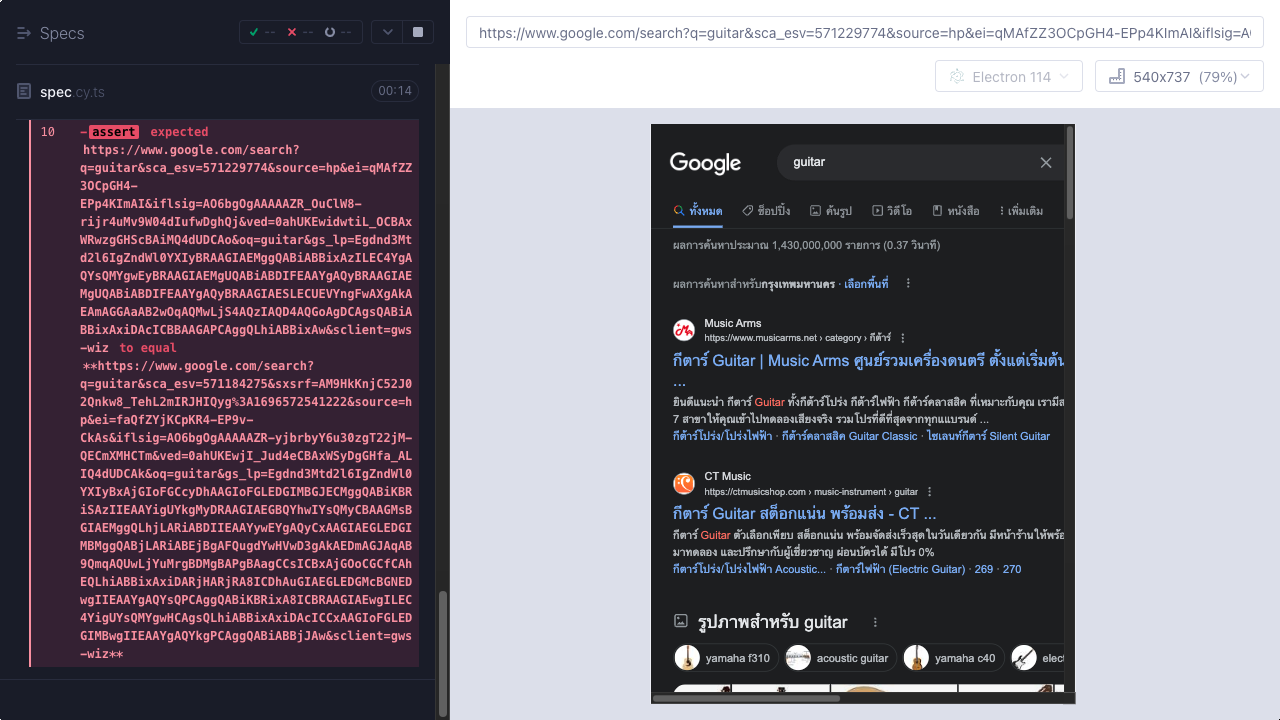 Specs
-- -- --
spec.cy.ts
00:14
10 -assert expected
https://www.google.com/search?
q=guitar&sca_esv=571229774&source=hp&ei=qMAfZZ
3OCpGH4-
EPp4KImAI&iflsig=AO6bgOgAAAAAZR_OuClW8-
rijr4uMv9W04dIufwDghQj&ved=0ahUKEwidwtiL_OCBAx
WRwzgGHScBAiMQ4dUDCAo&oq=guitar&gs_lp=Egdnd3Mt
d2l6IgZndWl0YXIyBRAAGIAEMggQABiABBixAzILEC4YgA
QYsQMYgwEyBRAAGIAEMgUQABiABDIFEAAYgAQyBRAAGIAE
MgUQABiABDIFEAAYgAQyBRAAGIAESLECUEVYngFwAXgAkA
EAmAGGAaAB2wOqAQMwLjS4AQzIAQD4AQGoAgDCAgsQABiA
BBixAxiDAcICBBAAGAPCAggQLhiABBixAw&sclient=gws
-wiz to equal
**https://www.google.com/search?
q=guitar&sca_esv=571184275&sxsrf=AM9HkKnjC52J0
2Qnkw8_TehL2mIRJHIQyg%3A1696572541222&source=h
p&ei=faQfZYjKCpKR4-EP9v-
CkAs&iflsig=AO6bgOgAAAAAZR-yjbrbyY6u30zgT22jM-
QECmXMHCTm&ved=0ahUKEwjI_Jud4eCBAxWSyDgGHfa_AL
IQ4dUDCAk&oq=guitar&gs_lp=Egdnd3Mtd2l6IgZndWl0
YXIyBxAjGIoFGCcyDhAAGIoFGLEDGIMBGJECMggQABiKBR
iSAzIIEAAYigUYkgMyDRAAGIAEGBQYhwIYsQMyCBAAGMsB
GIAEMggQLhjLARiABDIIEAAYywEYgAQyCxAAGIAEGLEDGI
MBMggQABjLARiABEjBgAFQugdYwHVwD3gAkAEDmAGJAqAB
9QmqAQUwLjYuMrgBDMgBAPgBAagCCsICBxAjGOoCGCfCAh
EQLhiABBixAxiDARjHARjRA8ICDhAuGIAEGLEDGMcBGNED
wgIIEAAYgAQYsQPCAggQABiKBRixA8ICBRAAGIAEwgILEC
4YigUYsQMYgwHCAgsQLhiABBixAxiDAcICCxAAGIoFGLED
GIMBwgIIEAAYgAQYkgPCAggQABiABBjJAw&sclient=gws
-wiz**
https://www.google.com/search?q=guitar&sca_esv=571229774&source=hp&ei=qMAfZZ3OCpGH4-EPp4KImAI&iflsig=A
Electron 114
540x737 (79%)
Google
guitar
ทั้งหมด ช็อปปิ้ง ค้นรูป วิดีโอ หนังสือ เพิ่มเติม
ผลการค้นหาประมาณ 1,430,000,000 รายการ (0.37 วินาที)
ผลการค้นหาสำหรับกรุงเทพมหานคร · เลือกพื้นที่
Music Arms
https://www.musicarms.net › category › กีต้าร์
กีตาร์ Guitar | Music Arms ศูนย์รวมเครื่องดนตรี ตั้งแต่เริ่มต้น
...
ยินดีแนะนำ กีตาร์ Guitar ทั้งกีต้าร์โปร่ง กีต้าร์ไฟฟ้า กีต้าร์คลาสสิค ที่เหมาะกับคุณ เรามีส
7 สาขาให้คุณเข้าไปทดลองเสียงจริง รวมโปรที่ดีที่สุดจากทุกแบรนด์ ...
กีต้าร์โปร่ง/โปร่งไฟฟ้า · กีต้าร์คลาสสิค Guitar Classic · ไซเลนท์กีตาร์ Silent Guitar
CT Music
https://ctmusicshop.com › music-instrument › guitar
กีตาร์ Guitar สต็อกแน่น พร้อมส่ง - CT ...
กีตาร์ Guitar ตัวเลือกเพียบ สต็อกแน่น พร้อมจัดส่งเร็วสุดในวันเดียวกัน มีหน้าร้านให้พร้อ
มาทดลอง และปรึกษากับผู้เชี่ยวชาญ ผ่อนบัตรได้ มีโปร 0%
กีต้าร์โปร่ง/โปร่งไฟฟ้า Acoustic... · กีตาร์ไฟฟ้า (Electric Guitar) · 269 · 270
รูปภาพสำหรับ guitar
yamaha f310 acoustic guitar yamaha c40 elect